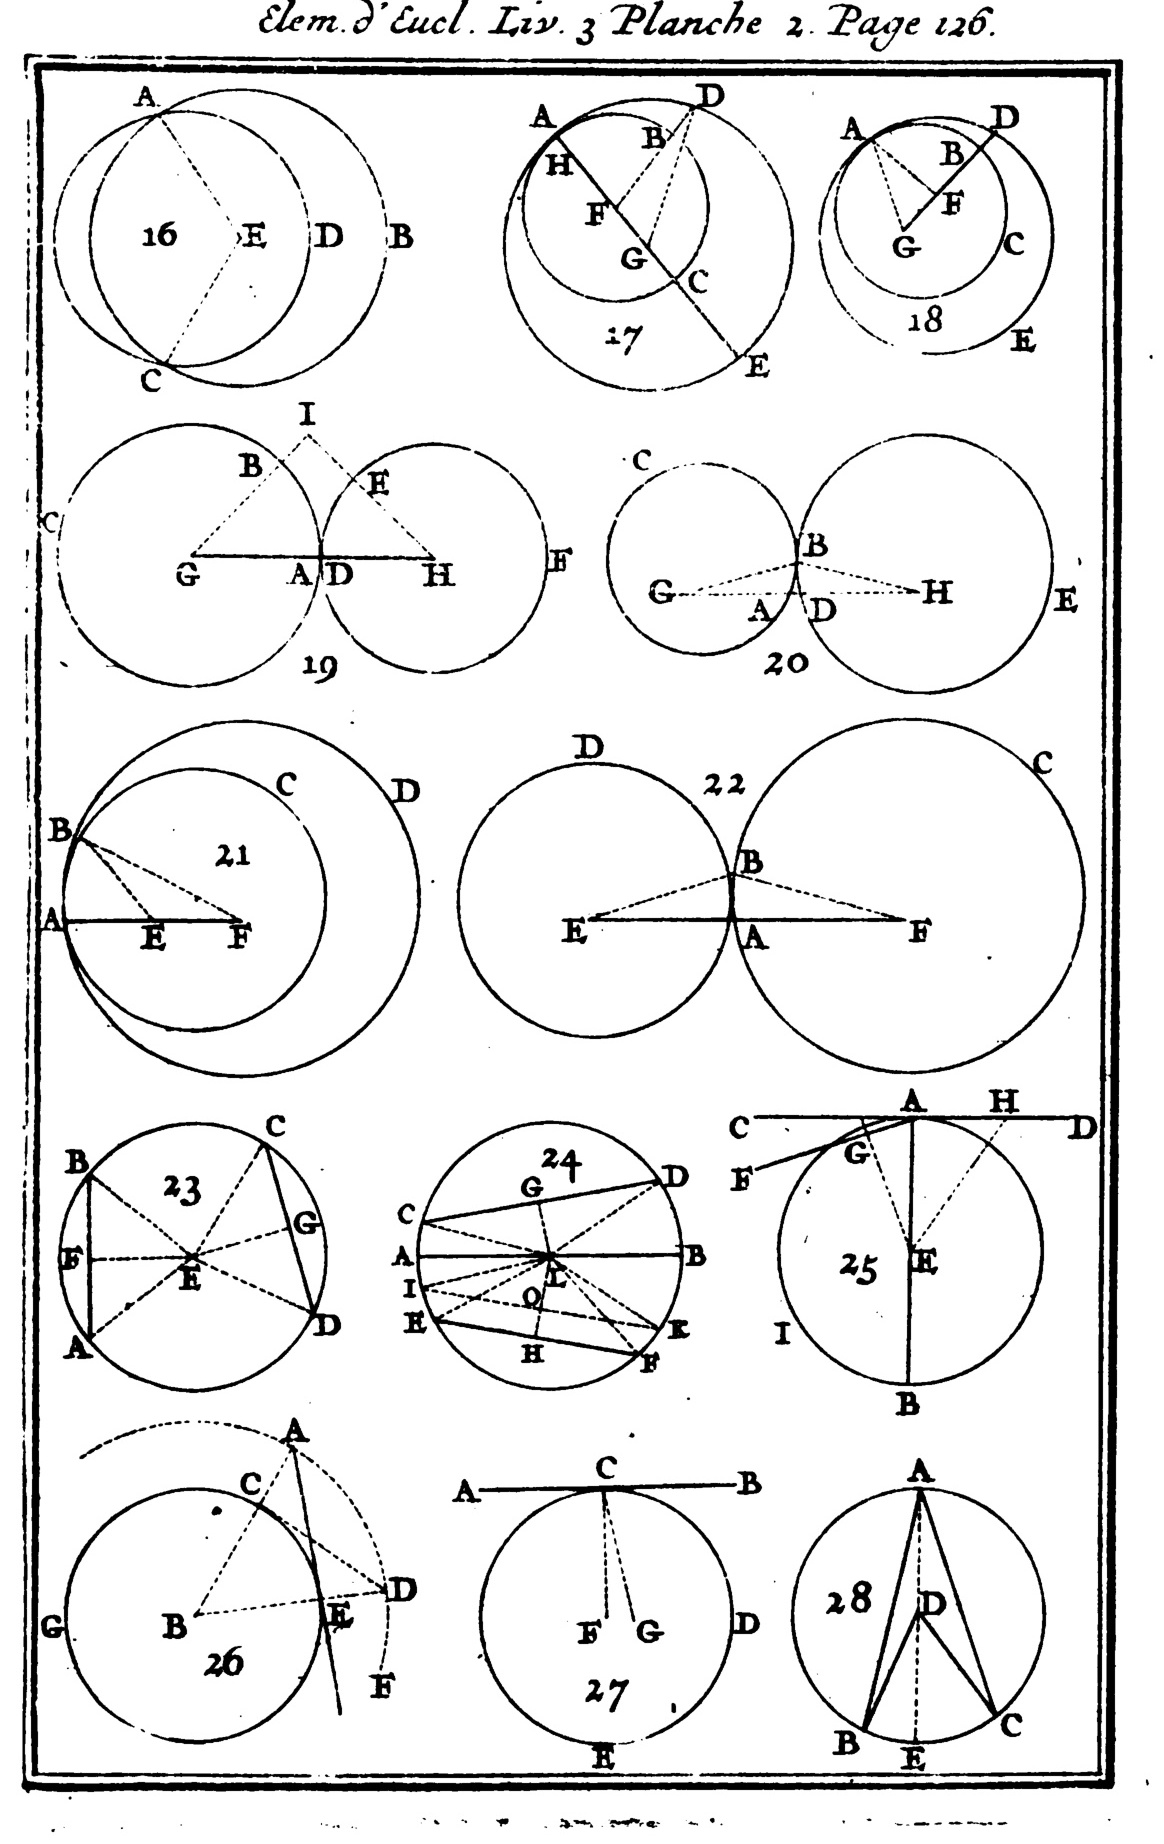 Elem. d'Eucl. Liv. 3 Planche 2. Page 126.
A
16 E D B
C
A D
B
H
F
G
C
17
E
A D
B
F
G C
18
E
I
B
E
C
G A D H F
19
C
B
G H
A D E
20
C D
B
21
A E F
D
22 C
B
E A F
C
B
23
G
F
E
D
A
24
G D
C
A B
L
I
O
E K
H F
A H
C D
G
F
25 E
I
B
A
C
D
E
G B
26
F
A C B
F G D
27
E
A
28 D
B C
E